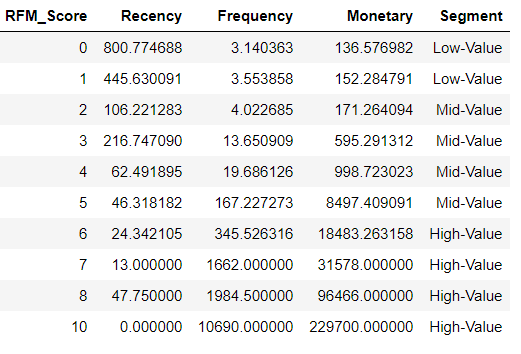 RFM_Score Recency Frequency Monetary Segment
0 800.774688 3.140363 136.576982 Low-Value
1 445.630091 3.553858 152.284791 Low-Value
2 106.221283 4.022685 171.264094 Mid-Value
3 216.747090 13.650909 595.291312 Mid-Value
4 62.491895 19.686126 998.723023 Mid-Value
5 46.318182 167.227273 8497.409091 Mid-Value
6 24.342105 345.526316 18483.263158 High-Value
7 13.000000 1662.000000 31578.000000 High-Value
8 47.750000 1984.500000 96466.000000 High-Value
10 0.000000 10690.000000 229700.000000 High-Value